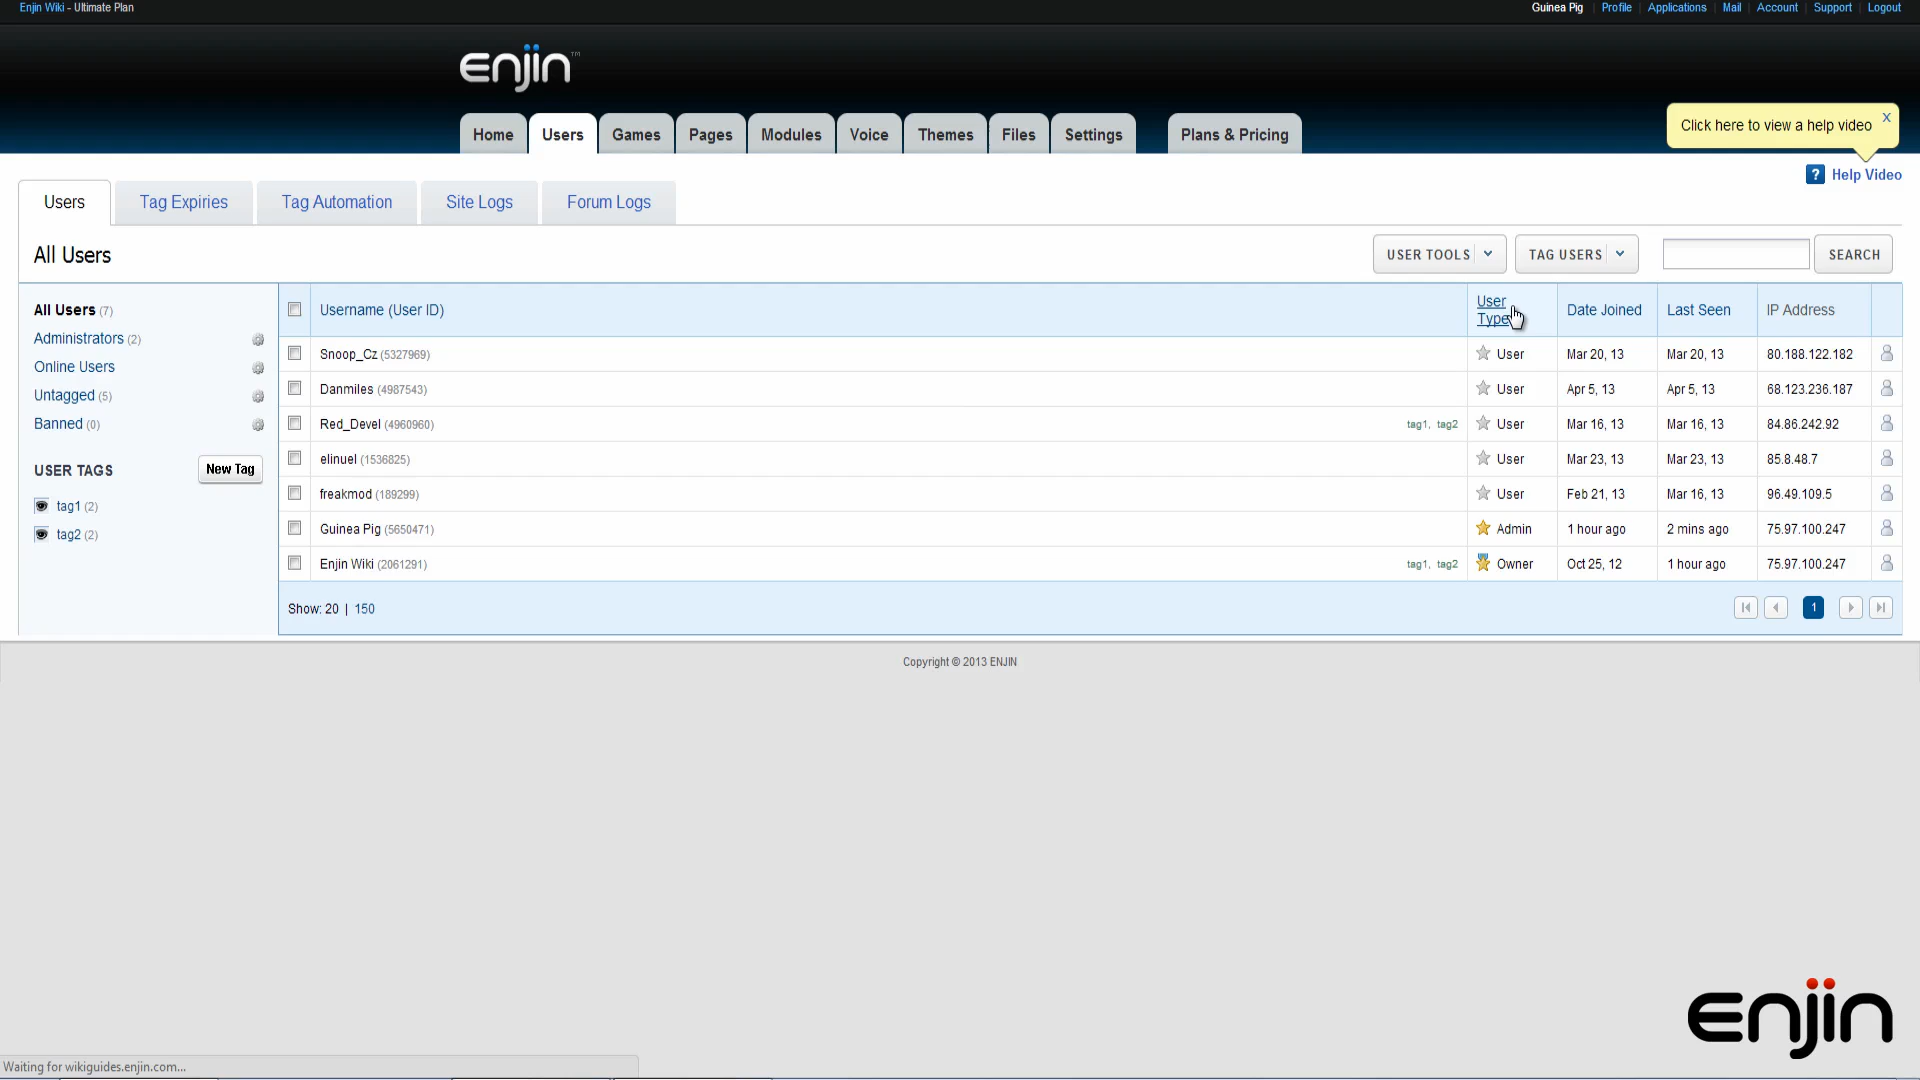 Enjin Wiki - Ultimate Plan
Guinea Pig | Profile | Applications | Mail | Account | Support | Logout
enjin™
Home Users Games Pages Modules Voice Themes Files Settings Plans & Pricing
Click here to view a help video X
? Help Video
Users Tag Expiries Tag Automation Site Logs Forum Logs
All Users
USER TOOLS TAG USERS SEARCH
All Users (7)
Administrators (2)
Online Users
Untagged (5)
Banned (0)
USER TAGS New Tag
tag1 (2)
tag2 (2)
Username (User ID) User Type Date Joined Last Seen IP Address
Snoop_Cz (5327969) User Mar 20, 13 Mar 20, 13 80.188.122.182
Danmiles (4987543) User Apr 5, 13 Apr 5, 13 68.123.236.187
Red_Devel (4960960) tag1, tag2 User Mar 16, 13 Mar 16, 13 84.86.242.92
elinuel (1536825) User Mar 23, 13 Mar 23, 13 85.8.48.7
freakmod (189299) User Feb 21, 13 Mar 16, 13 96.49.109.5
Guinea Pig (5650471) Admin 1 hour ago 2 mins ago 75.97.100.247
Enjin Wiki (2061291) tag1, tag2 Owner Oct 25, 12 1 hour ago 75.97.100.247
Show: 20 | 150
1
Copyright © 2013 ENJIN
enjin
Waiting for wikiguides.enjin.com...